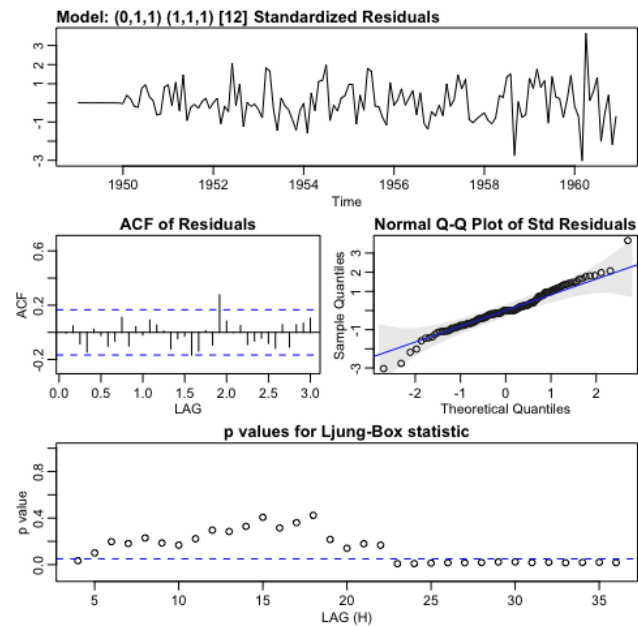 Model: (0,1,1) (1,1,1) [12] Standardized Residuals
3
2
1
-1
-3
1950 1952 1954 1956 1958 1960
Time
ACF of Residuals
ACF
0.6
0.2
-0.2
0.0 0.5 1.0 1.5 2.0 2.5 3.0
LAG
Normal Q-Q Plot of Std Residuals
Sample Quantiles
3
2
1
-1
-3
-2 -1 0 1 2
Theoretical Quantiles
p values for Ljung-Box statistic
p value
0.8
0.4
0.0
5 10 15 20 25 30 35
LAG (H)